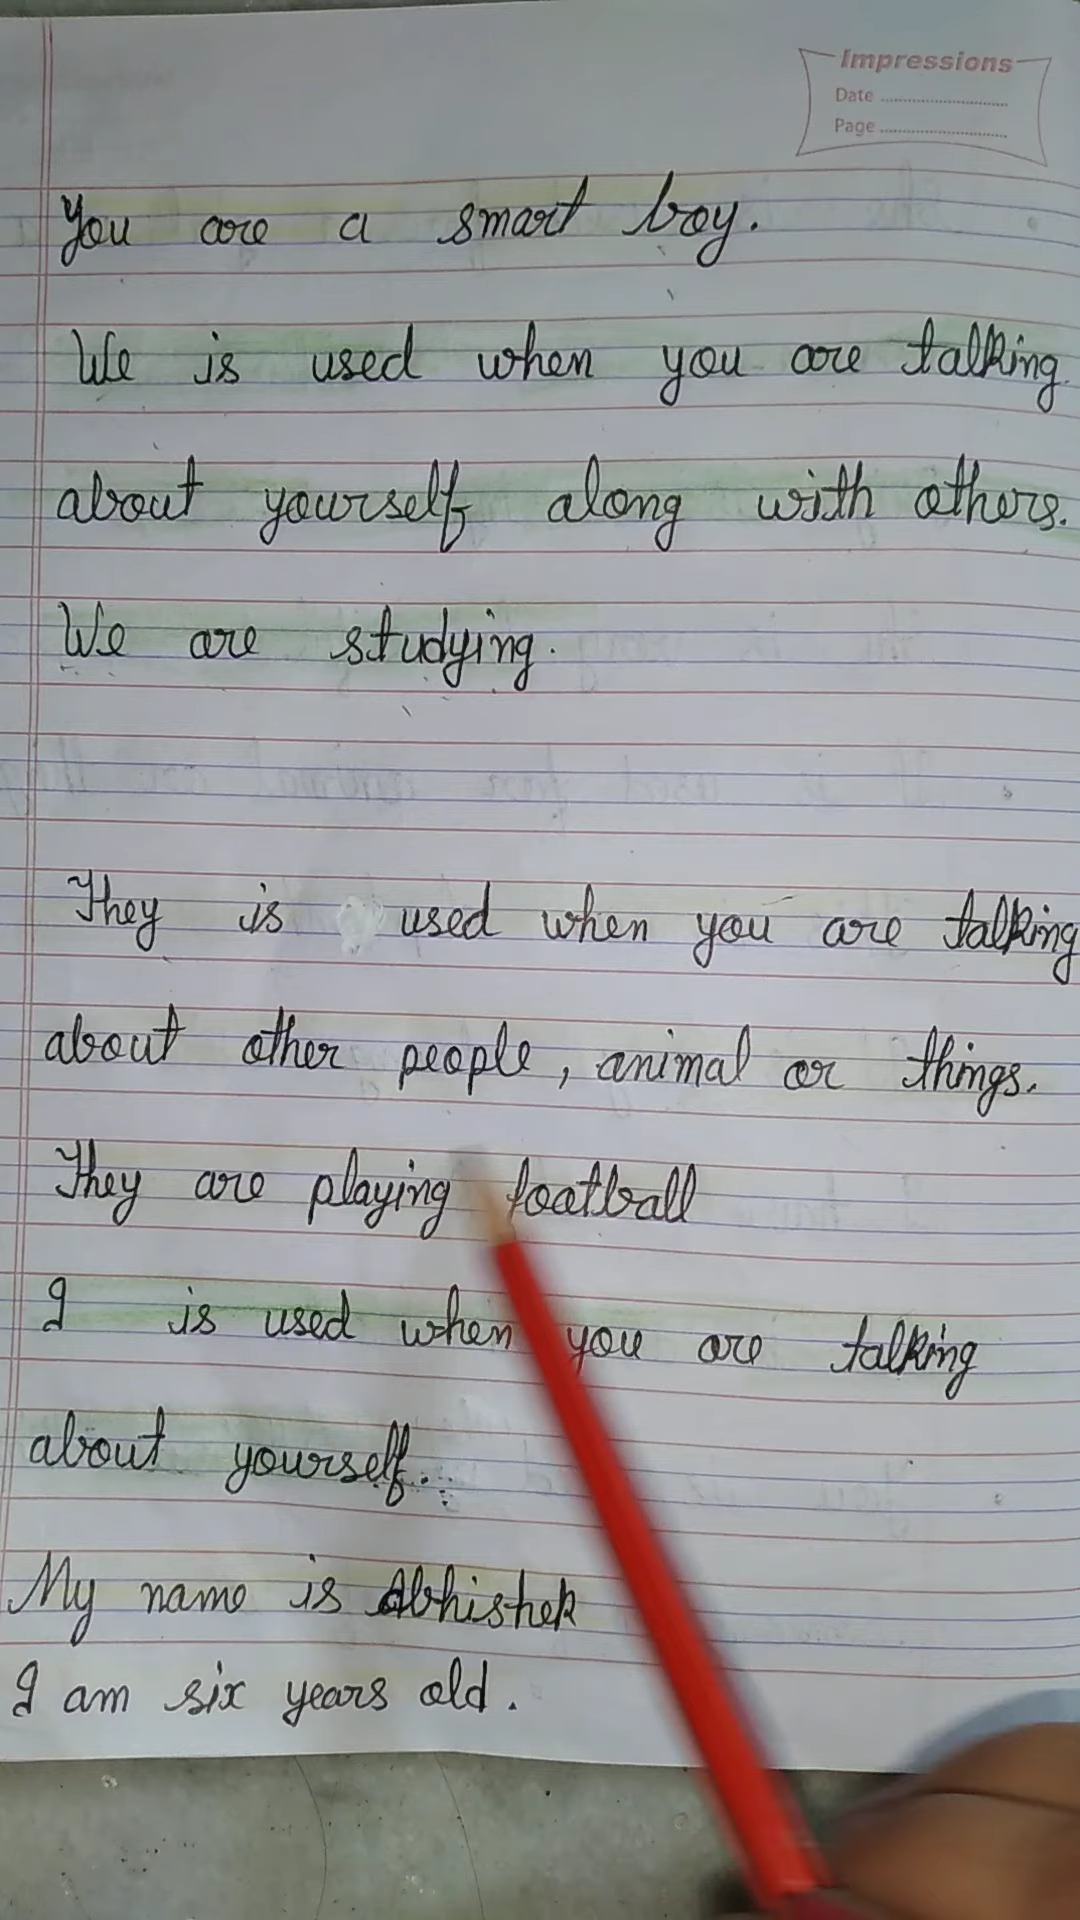 Impressions
Date
Page
You are a smart boy.
We is used when you are talking
about yourself along with others.
We are studying.
They is used when you are talking
about other people, animal or things.
They are playing football
I is used when you are talking
about yourself.
My name is Abhishek
I am six years old.